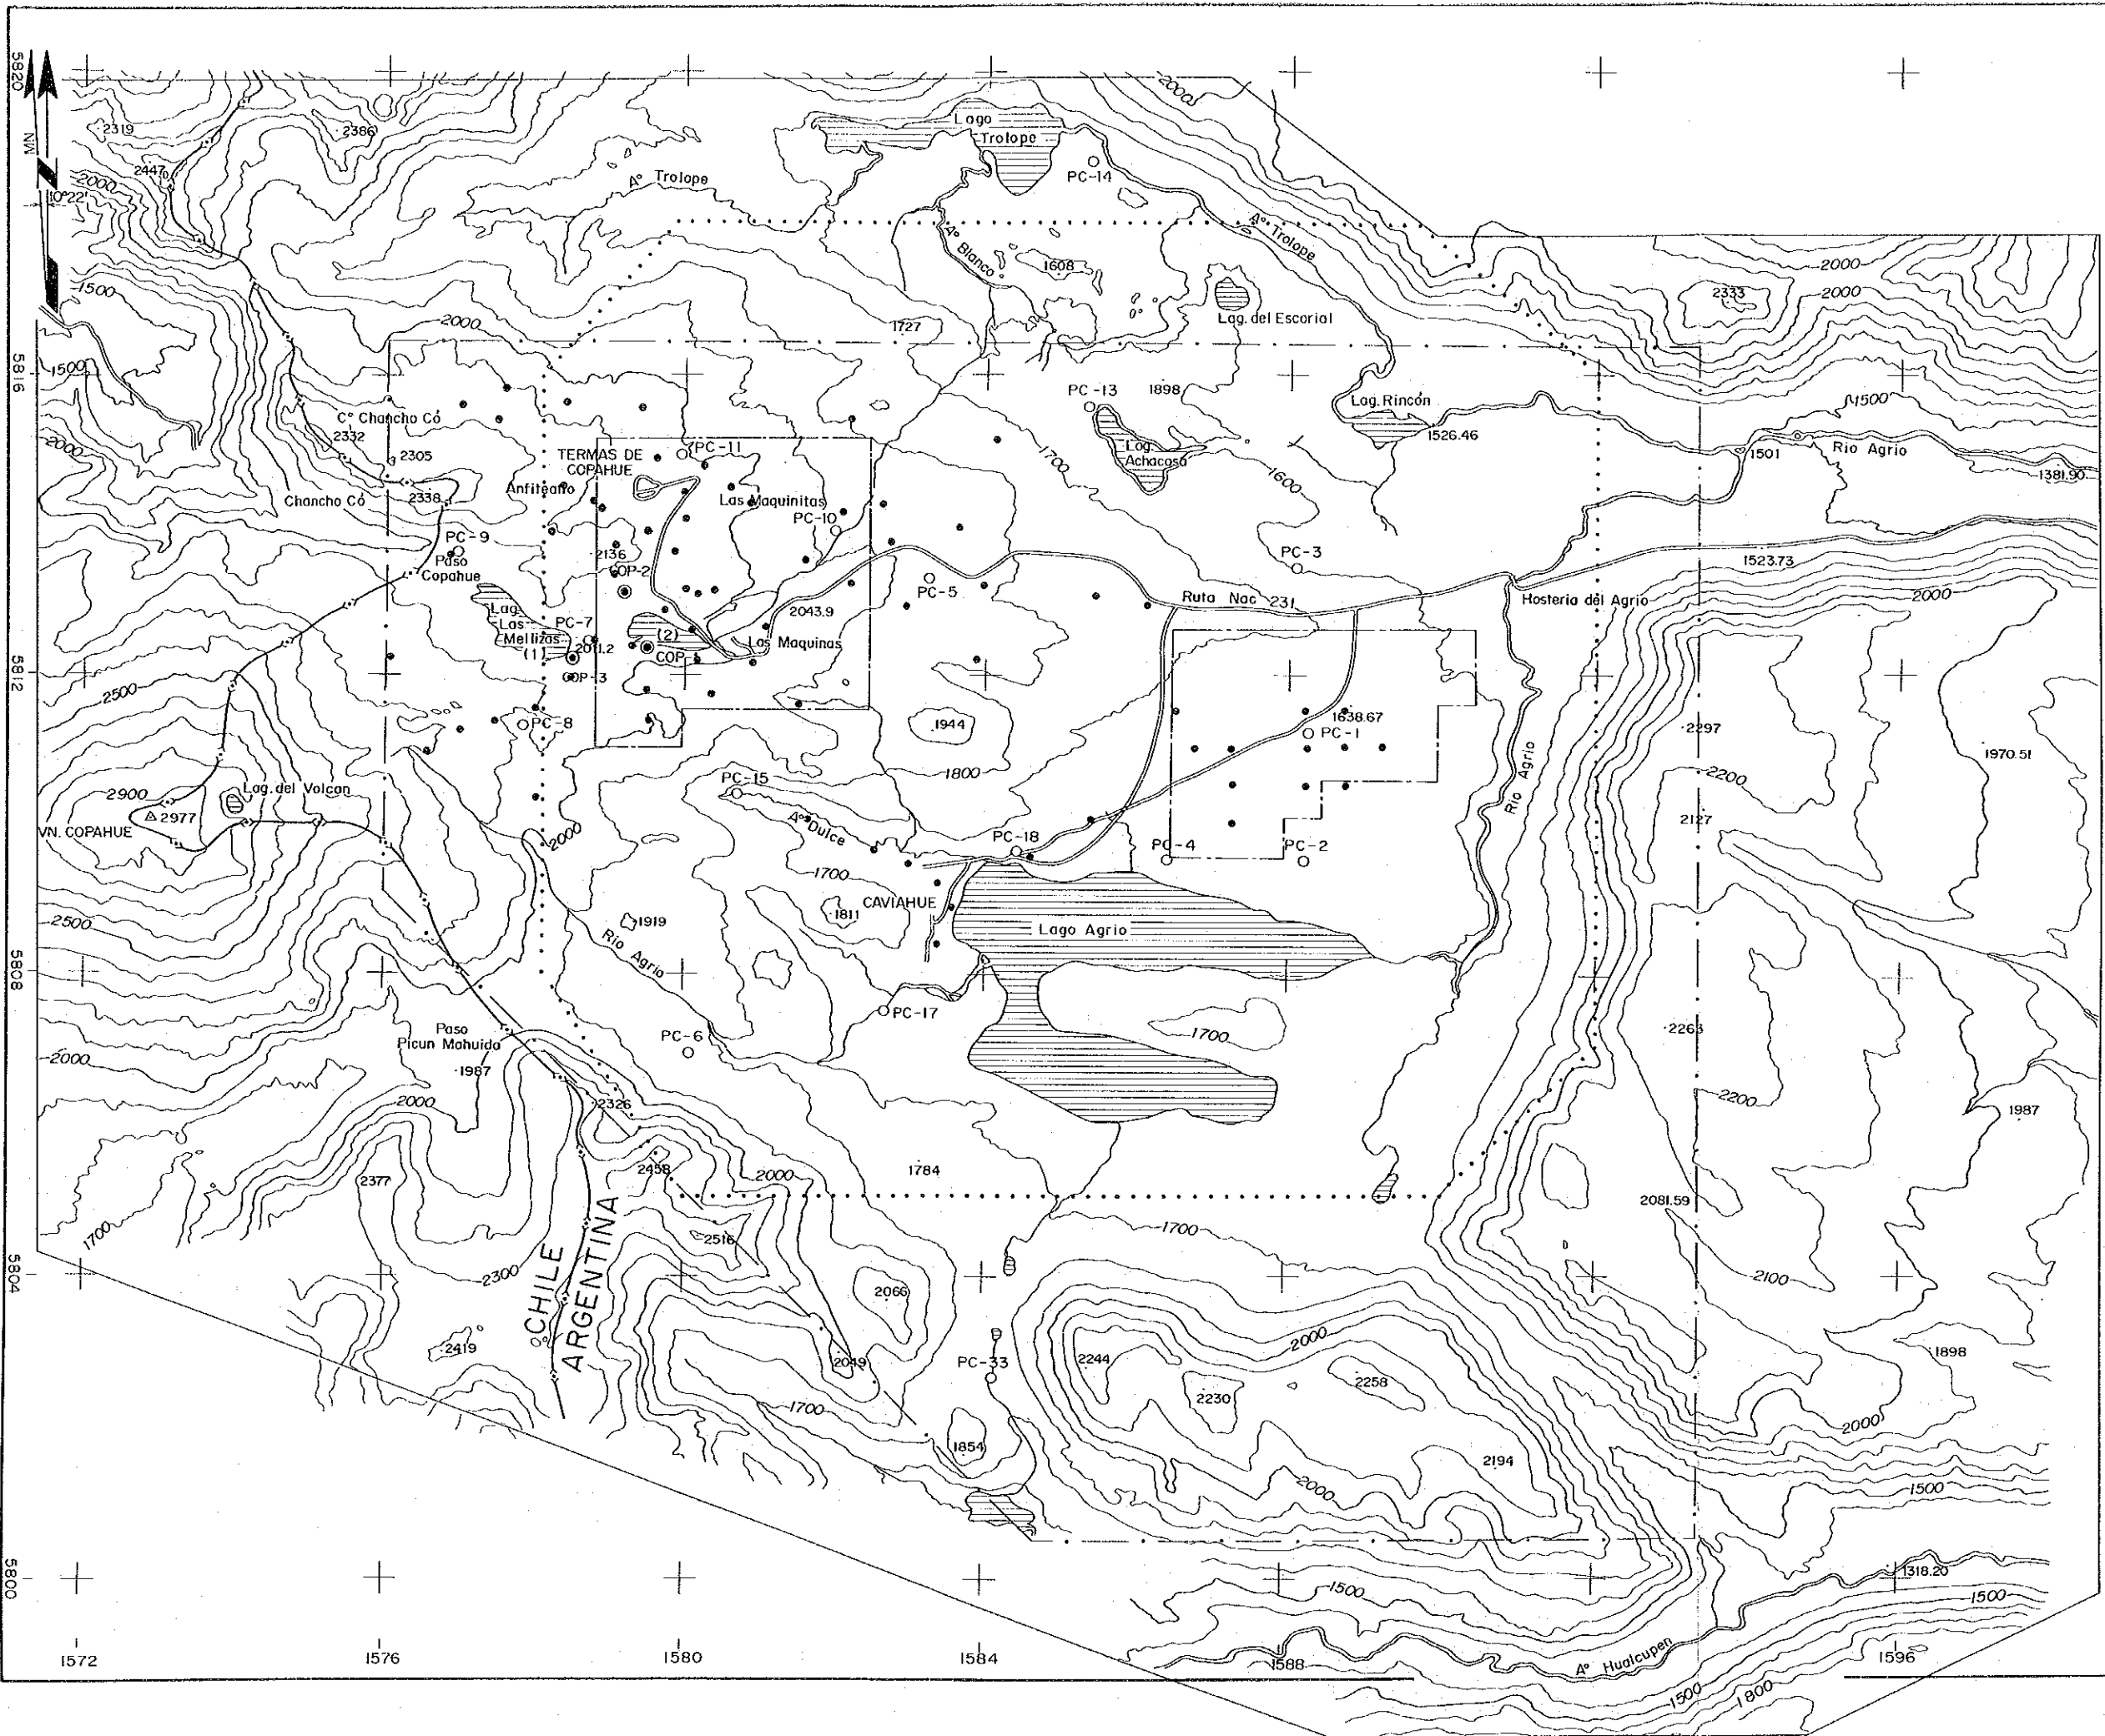 5820
NM
10°22'
5816
5812
5808
5804
5800
1572
1576
1580
1584
1588
1596
2319
2386
2447
2000
1500
1500
2000
Lago
Trolope
PC-14
A° Trolope
A° Blanco
1608
A° Trolope
2000
2000
2333
2000
Lag. del Escorial
1727
2000
C° Chancho Có
2332
2305
2338
Chancho Có
TERMAS DE
COPAHUE
PC-11
Las Maquinitas
PC-10
PC-13
1898
Lag.
Achacosa
1700
1600
Lag. Rincón
1526.46
1500
1501
Rio Agrio
1381.90
PC-9
Paso
Copahue
2136
COP-2
Lag.
Las
Mellizas
(1)
PC-7
2011.2
COP-3
(2)
2043.9
Las Maquinas
PC-5
PC-3
Ruta Nac 231
Hosteria del Agrio
1523.73
2000
2500
PC-8
1944
1800
1638.67
PC-1
2297
2200
1970.51
2127
2900
2977
VN. COPAHUE
Lag. del Volcan
PC-15
A° Dulce
2000
PC-18
PC-4
PC-2
Rio Agrio
1700
1811
CAVIAHUE
1919
Rio Agrio
Lago Agrio
2500
PC-17
PC-6
1700
2263
2200
1987
Paso
Picun Mahuida
1987
2000
2000
2326
2377
2458
2000
1784
2081.59
1700
1700
2516
2300
2100
CHILE
ARGENTINA
2066
2419
2049
PC-33
2244
2000
2230
2258
1898
2000
1700
1854
2194
2000
1500
1500
1318.20
1500
A° Hualcupen
1500
1800